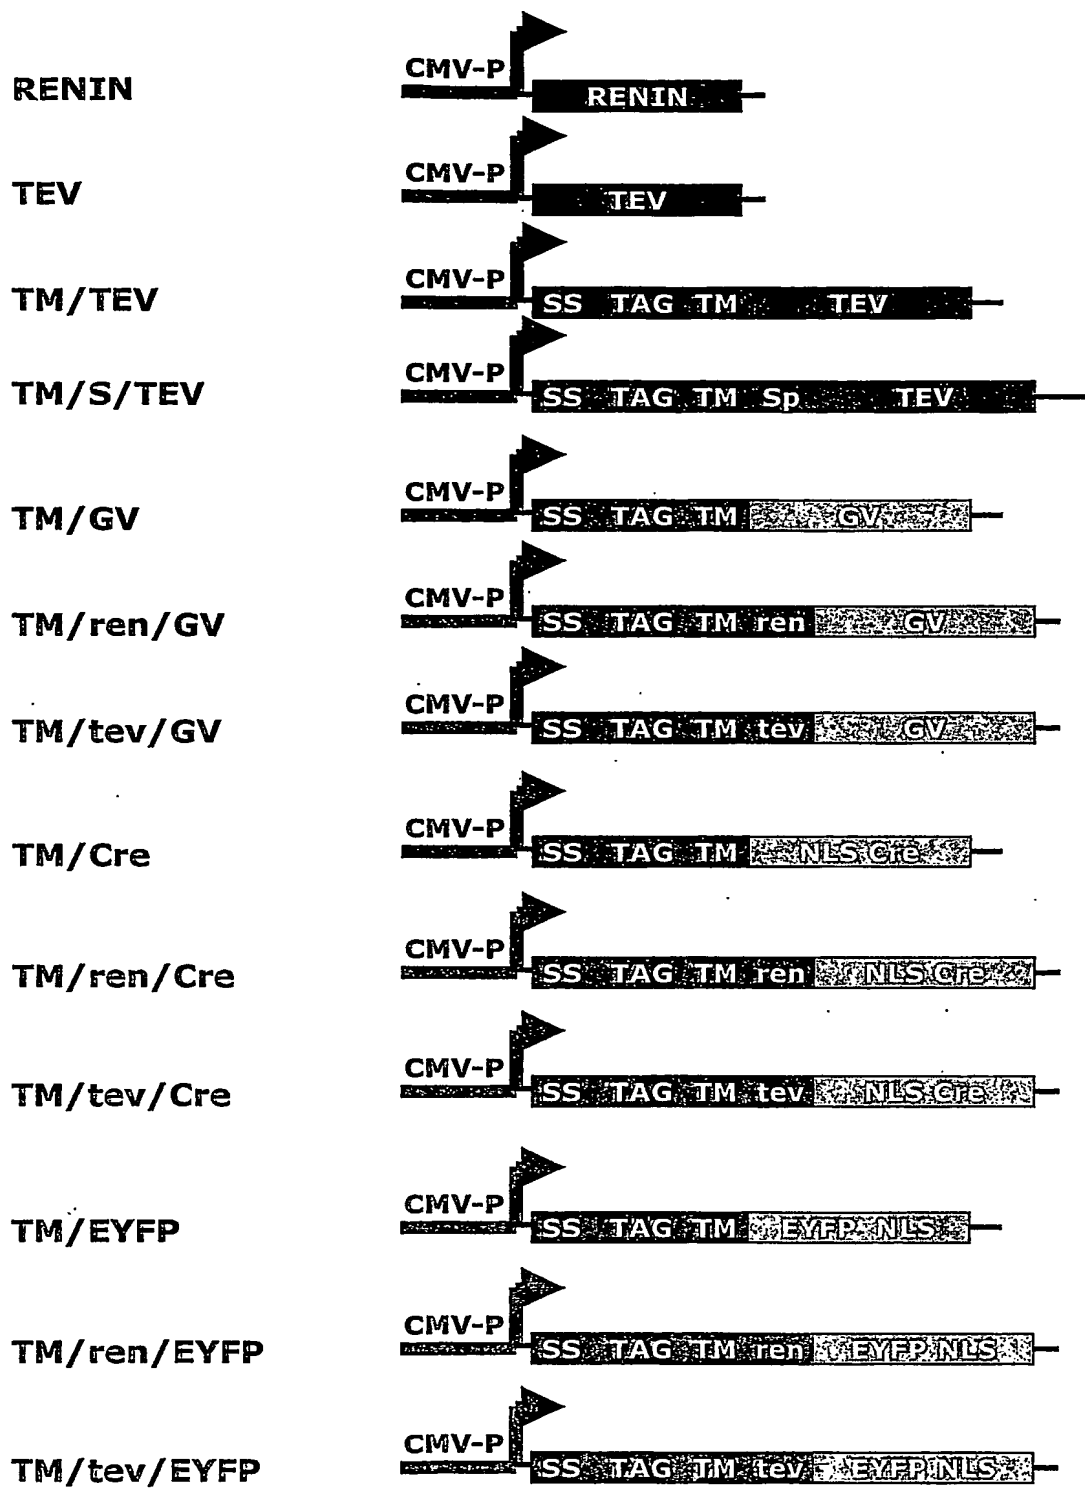 CMV-P
RENIN RENIN
CMV-P
TEV TEV
CMV-P
TM/TEV SS TAG TM TEV
CMV-P
TM/S/TEV SS TAG TM Sp TEV
CMV-P
TM/GV SS TAG TM GV
CMV-P
TM/ren/GV SS TAG TM ren GV
CMV-P
TM/tev/GV SS TAG TM tev GV
CMV-P
TM/Cre SS TAG TM NLS Cre
CMV-P
TM/ren/Cre SS TAG TM ren NLS Cre
CMV-P
TM/tev/Cre SS TAG TM tev NLS Cre
CMV-P
TM/EYFP SS TAG TM EYFP NLS
CMV-P
TM/ren/EYFP SS TAG TM ren EYFP NLS
CMV-P
TM/tev/EYFP SS TAG TM tev EYFP NLS